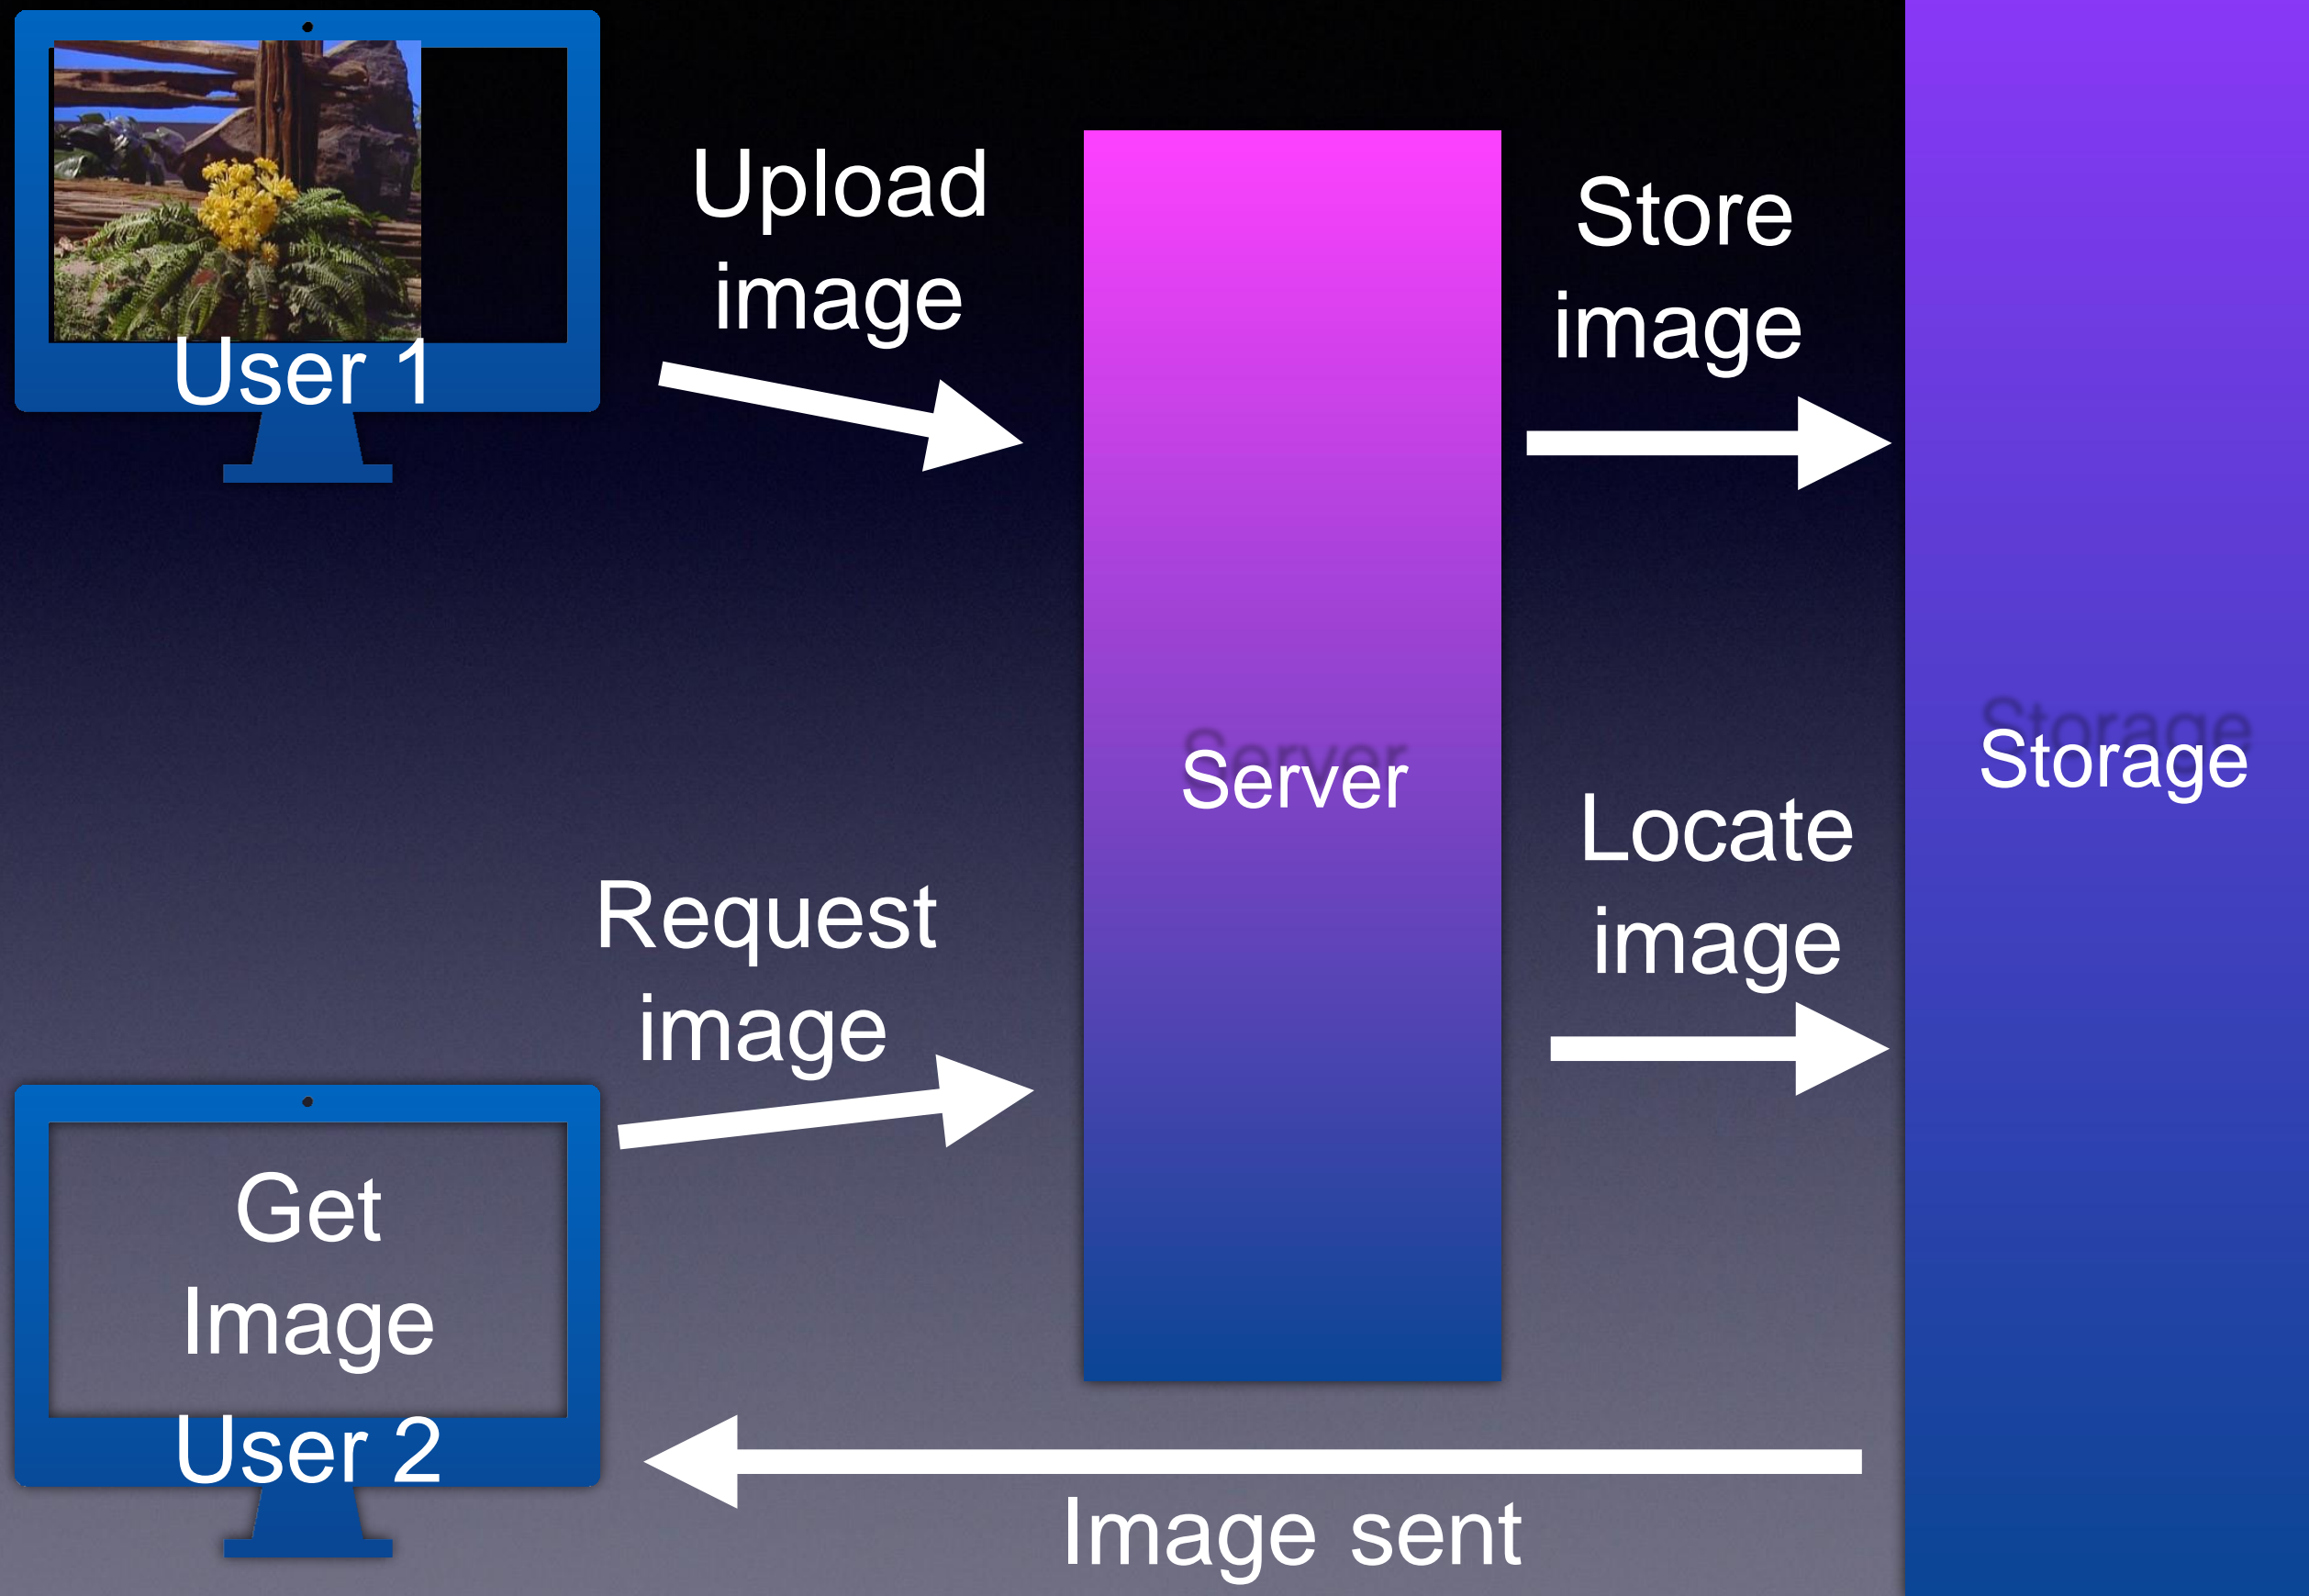 User 1
Upload
image
Store
image
Server
Storage
Locate
image
Request
image
Get
Image
User 2
Image sent